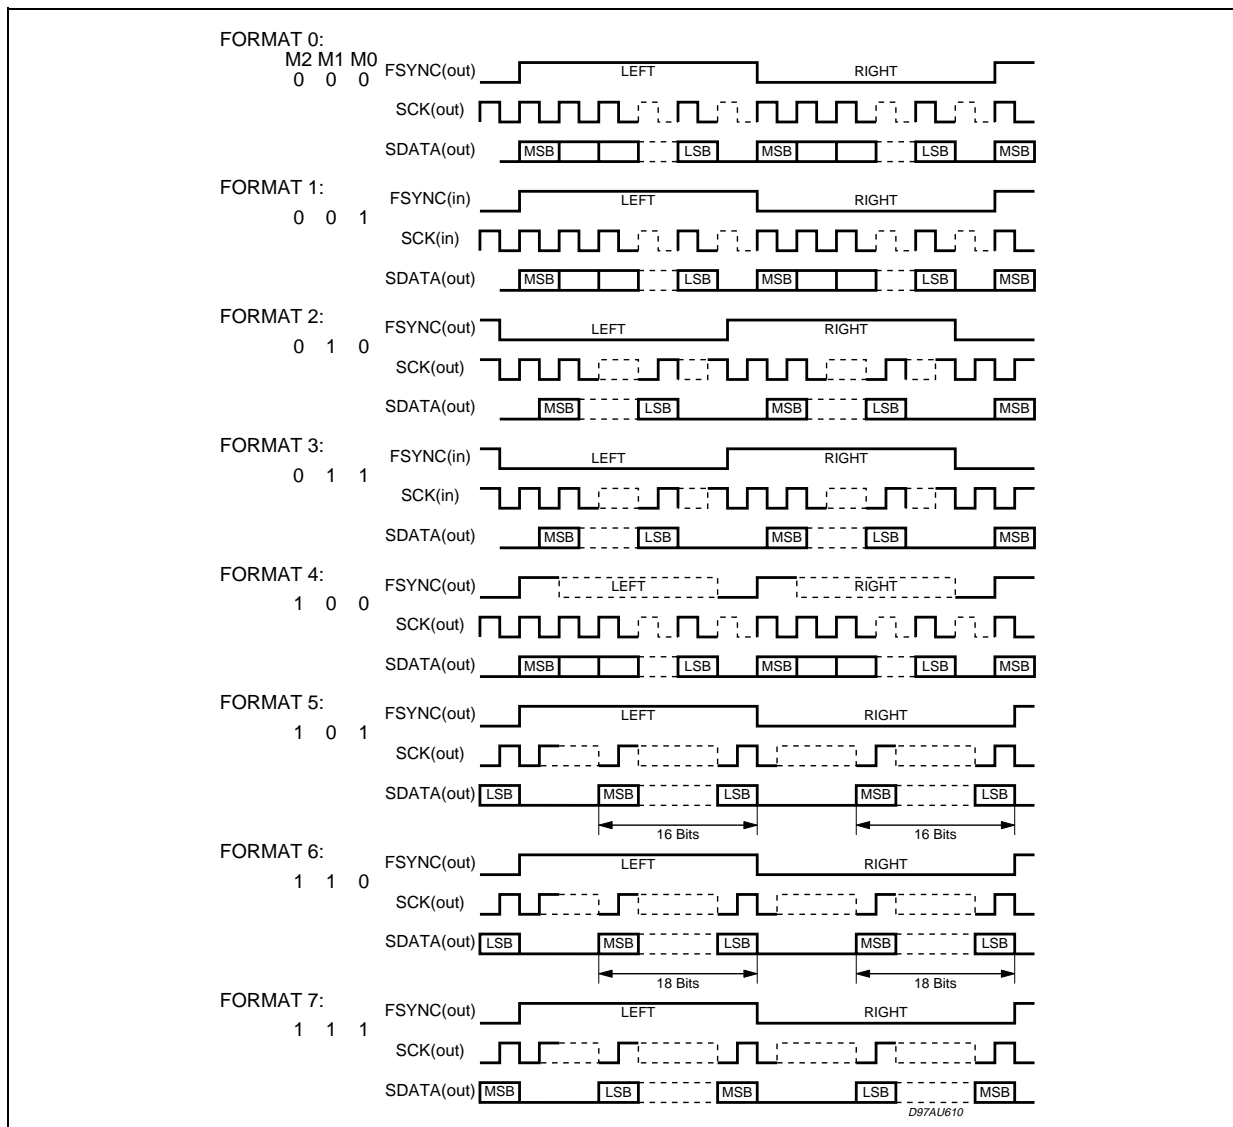 FORMAT 0:
M2 M1 M0
0 0 0
FSYNC(out)
LEFT
RIGHT
SCK(out)
SDATA(out)
MSB
LSB
MSB
LSB
MSB
FORMAT 1:
0 0 1
FSYNC(in)
LEFT
RIGHT
SCK(in)
SDATA(out)
MSB
LSB
MSB
LSB
MSB
FORMAT 2:
0 1 0
FSYNC(out)
LEFT
RIGHT
SCK(out)
SDATA(out)
MSB
LSB
MSB
LSB
MSB
FORMAT 3:
0 1 1
FSYNC(in)
LEFT
RIGHT
SCK(in)
SDATA(out)
MSB
LSB
MSB
LSB
MSB
FORMAT 4:
1 0 0
FSYNC(out)
LEFT
RIGHT
SCK(out)
SDATA(out)
MSB
LSB
MSB
LSB
MSB
FORMAT 5:
1 0 1
FSYNC(out)
LEFT
RIGHT
SCK(out)
SDATA(out)
LSB
MSB
LSB
MSB
LSB
16 Bits
16 Bits
FORMAT 6:
1 1 0
FSYNC(out)
LEFT
RIGHT
SCK(out)
SDATA(out)
LSB
MSB
LSB
MSB
LSB
18 Bits
18 Bits
FORMAT 7:
1 1 1
FSYNC(out)
LEFT
RIGHT
SCK(out)
SDATA(out)
MSB
LSB
MSB
LSB
MSB
D97AU610